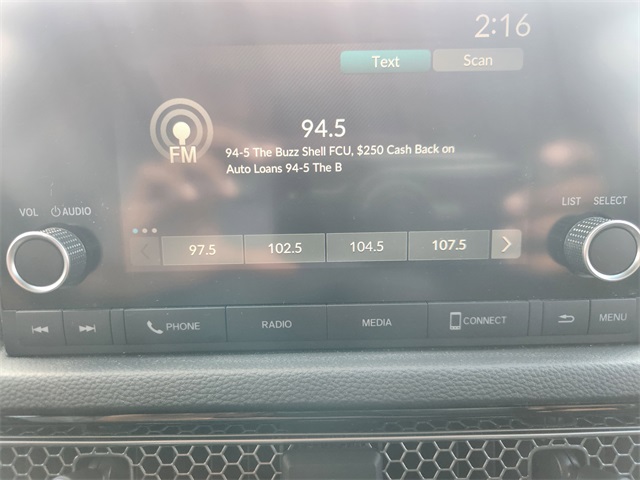 2:16
Text Scan
94.5
FM
94-5 The Buzz Shell FCU, $250 Cash Back on
Auto Loans 94-5 The B
VOL AUDIO
LIST SELECT
97.5 102.5 104.5 107.5
PHONE RADIO MEDIA CONNECT MENU